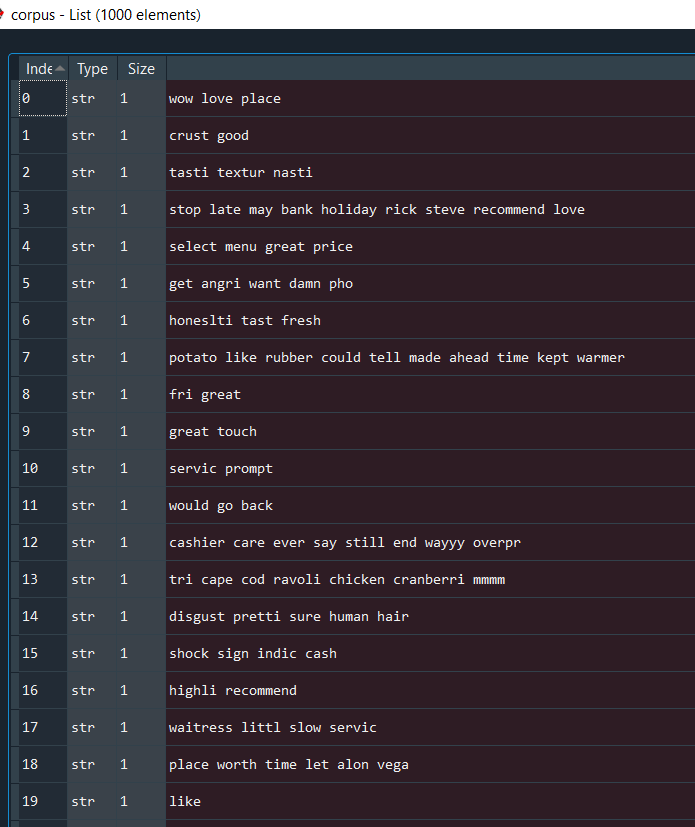 corpus - List (1000 elements)
Inde Type Size
0 str 1 wow love place
1 str 1 crust good
2 str 1 tasti textur nasti
3 str 1 stop late may bank holiday rick steve recommend love
4 str 1 select menu great price
5 str 1 get angri want damn pho
6 str 1 honeslti tast fresh
7 str 1 potato like rubber could tell made ahead time kept warmer
8 str 1 fri great
9 str 1 great touch
10 str 1 servic prompt
11 str 1 would go back
12 str 1 cashier care ever say still end wayyy overpr
13 str 1 tri cape cod ravoli chicken cranberri mmmm
14 str 1 disgust pretti sure human hair
15 str 1 shock sign indic cash
16 str 1 highli recommend
17 str 1 waitress littl slow servic
18 str 1 place worth time let alon vega
19 str 1 like